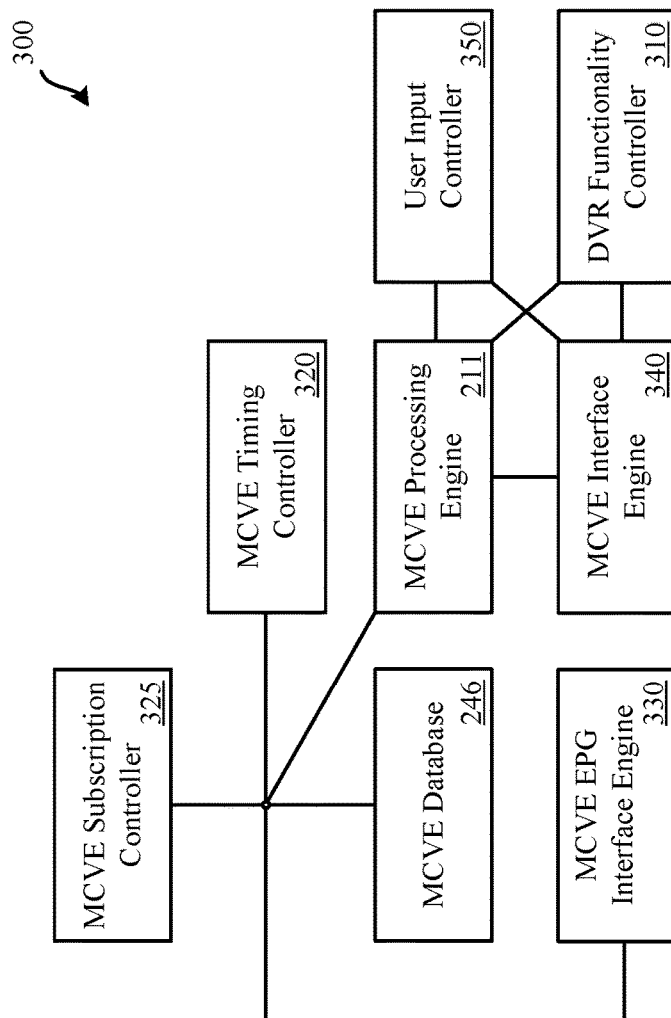 300
MCVE Subscription
Controller
325
MCVE Timing
Controller
320
MCVE Database
246
MCVE Processing
Engine
211
User Input
Controller
350
MCVE EPG
Interface Engine
330
MCVE Interface
Engine
340
DVR Functionality
Controller
310